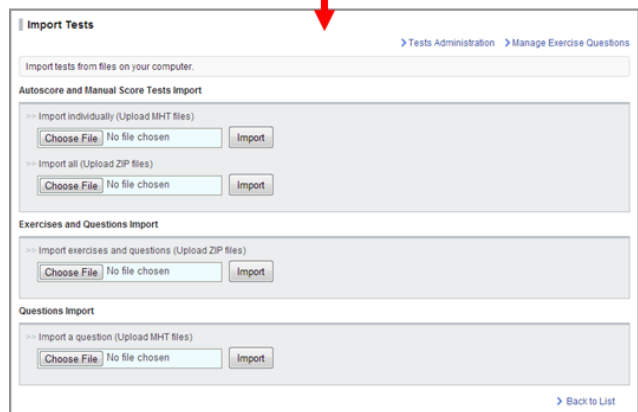 Import Tests
> Tests Administration > Manage Exercise Questions
Import tests from files on your computer.
Autoscore and Manual Score Tests Import
>> Import individually (Upload MHT files)
Choose File No file chosen Import
>> Import all (Upload ZIP files)
Choose File No file chosen Import
Exercises and Questions Import
>> Import exercises and questions (Upload ZIP files)
Choose File No file chosen Import
Questions Import
>> Import a question (Upload MHT files)
Choose File No file chosen Import
> Back to List